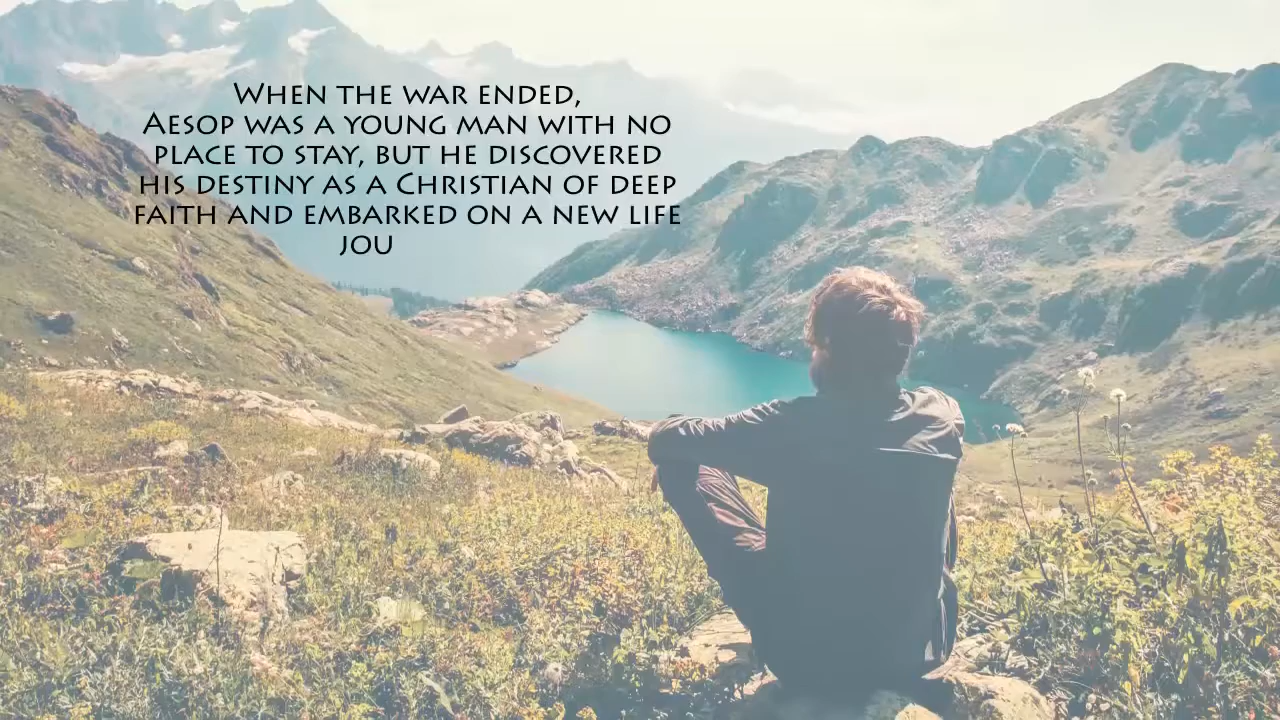 When the war ended,
Aesop was a young man with no
place to stay, but he discovered
his destiny as a Christian of deep
faith and embarked on a new life
jou